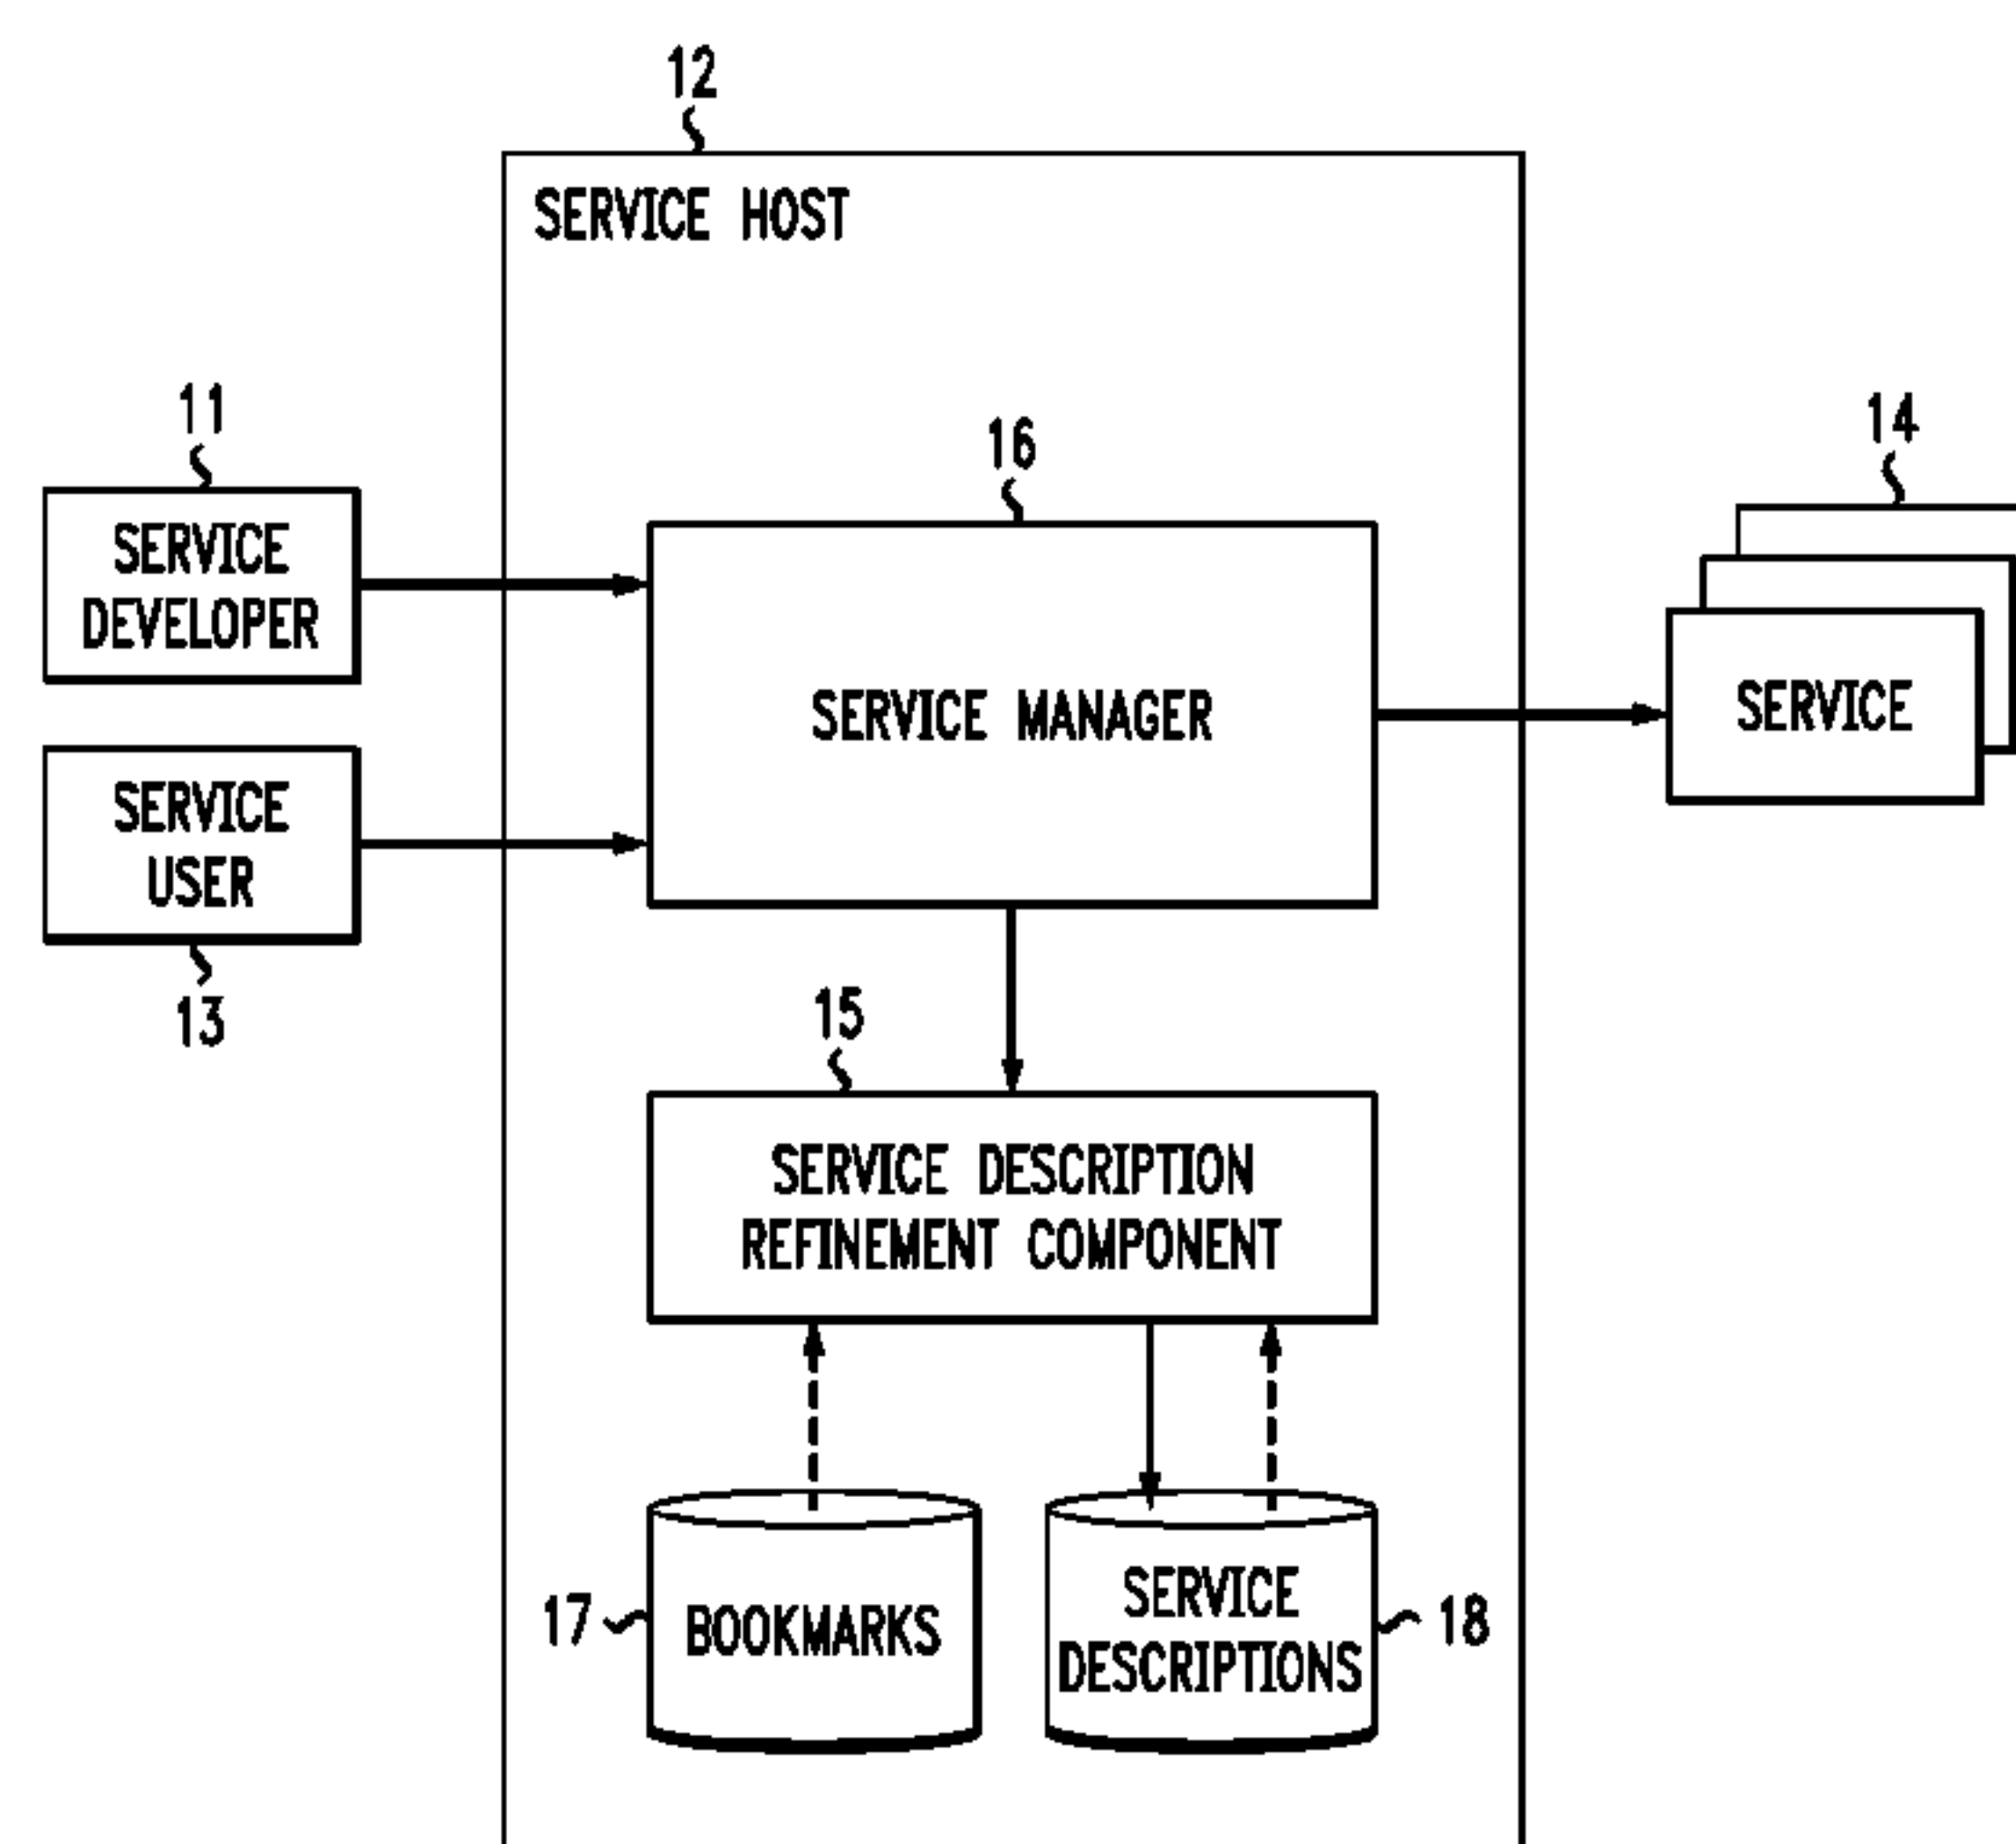 12
SERVICE HOST
11
SERVICE
DEVELOPER
16
SERVICE MANAGER
14
SERVICE
SERVICE
USER
13
15
SERVICE DESCRIPTION
REFINEMENT COMPONENT
17
BOOKMARKS
SERVICE
DESCRIPTIONS
18